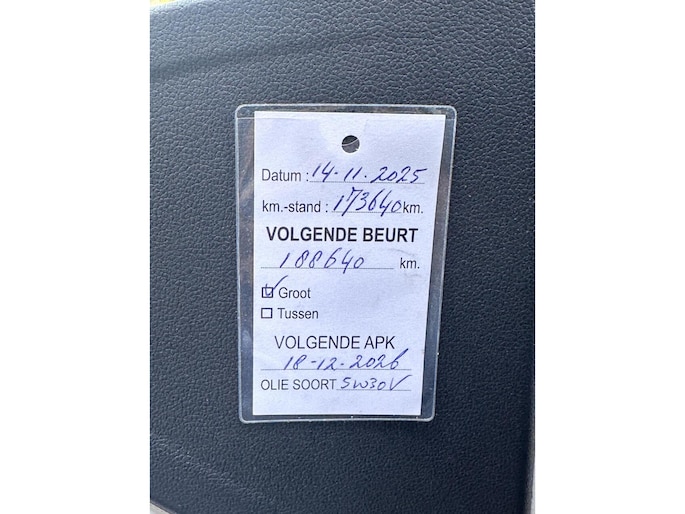 Datum : 14-11-2025
km.-stand : 173640 km.
VOLGENDE BEURT
188640 km.
Groot
Tussen
VOLGENDE APK
18-12-2026
OLIE SOORT 5W30V